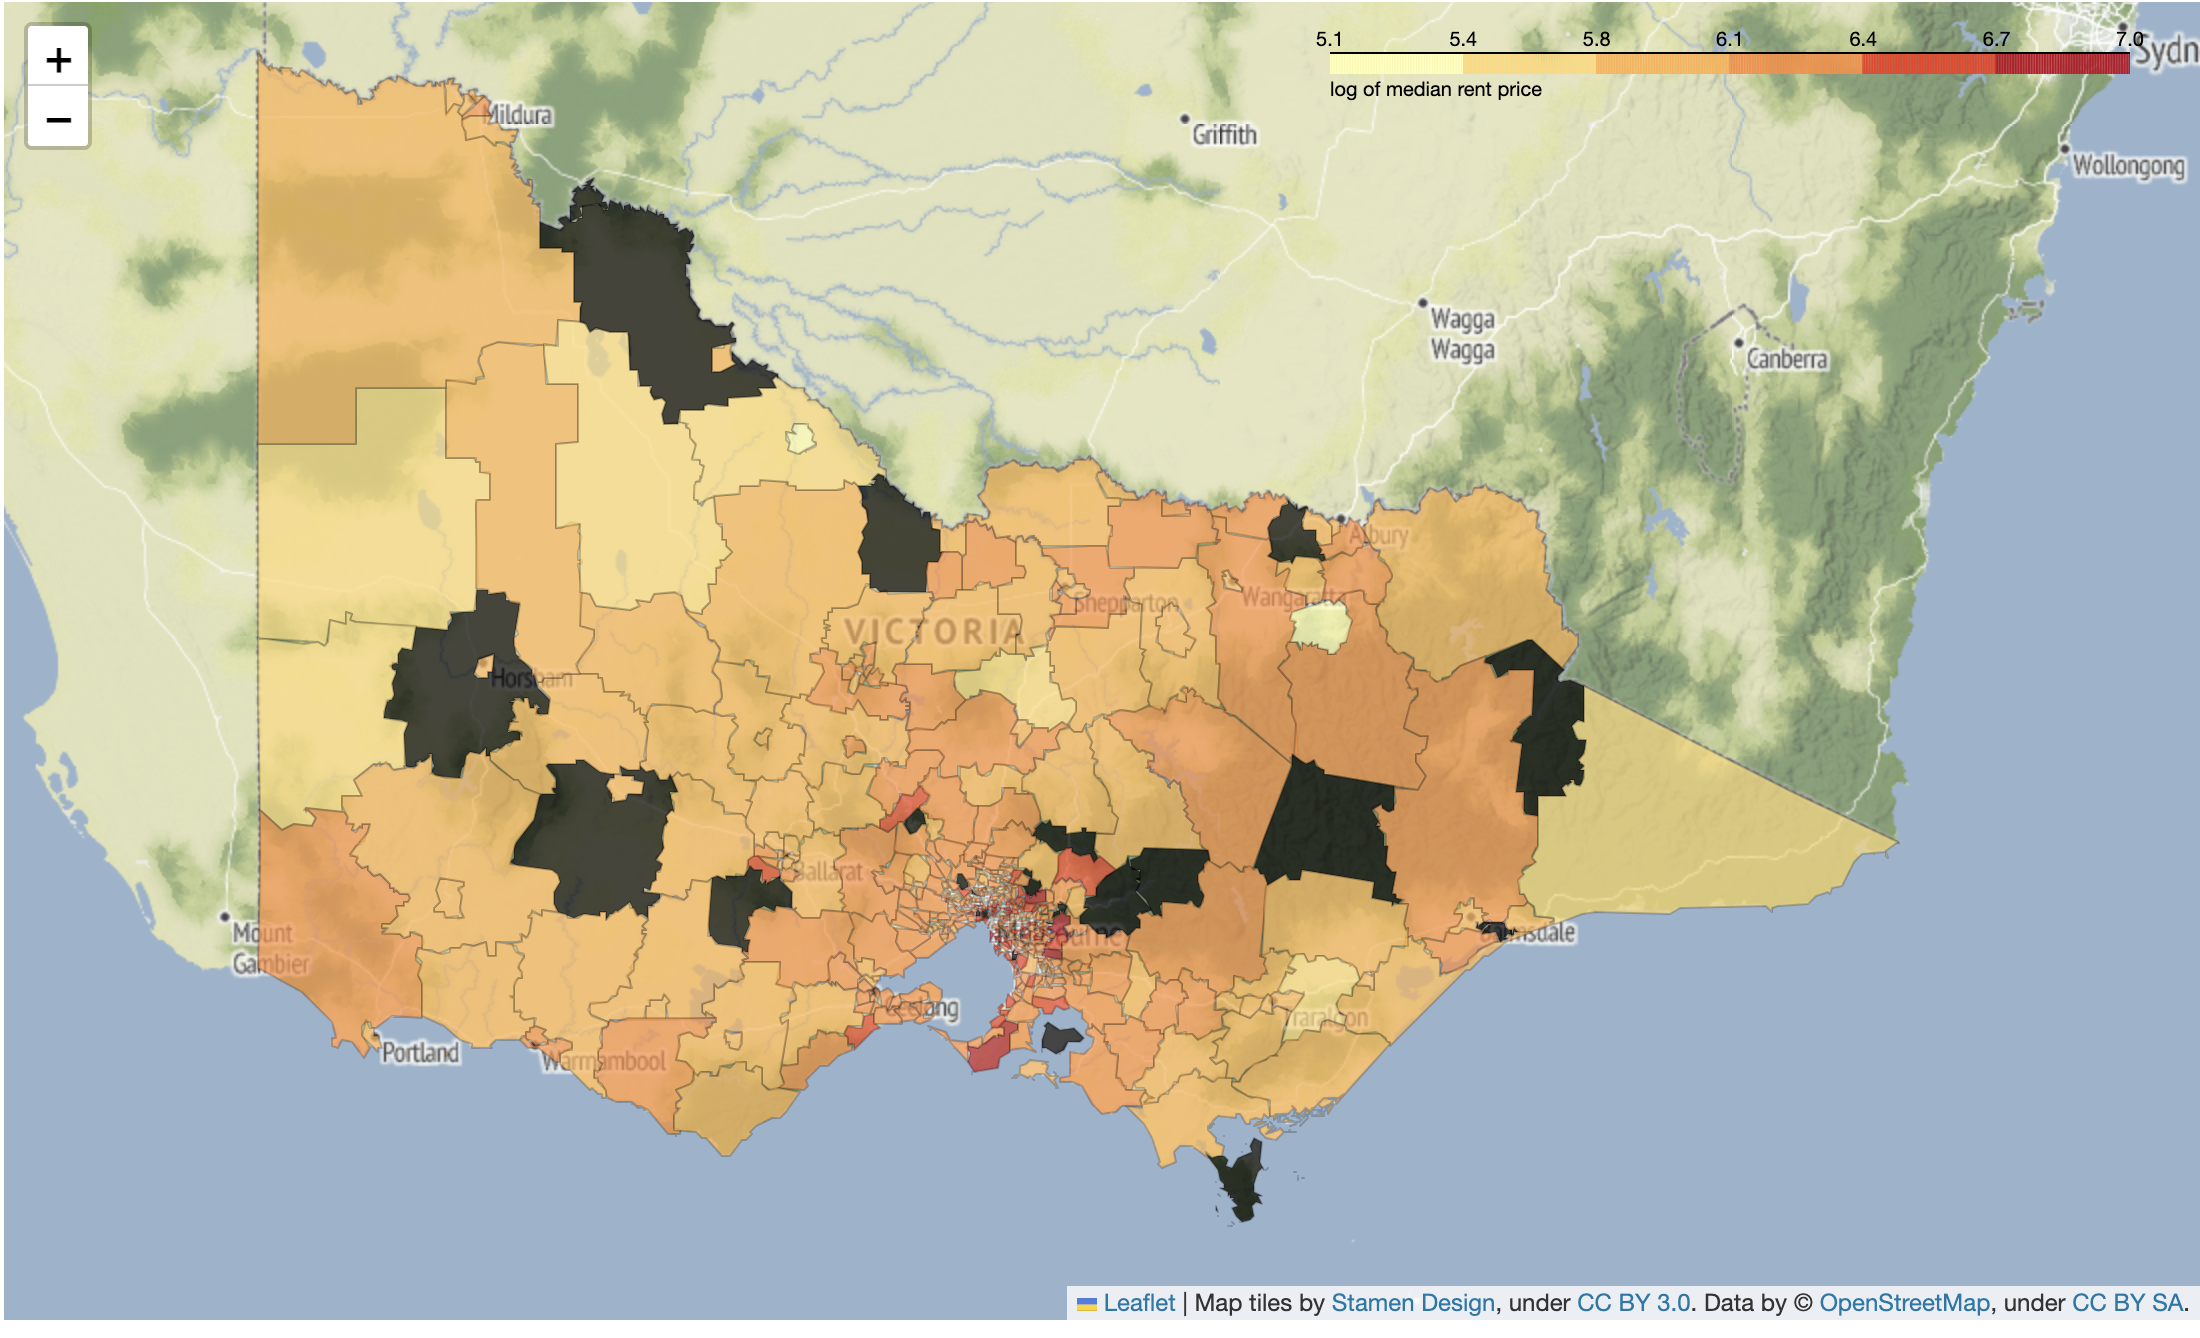 +
−
5.1 5.4 5.8 6.1 6.4 6.7 7.0
log of median rent price
Sydn
Mildura
Griffith
Wollongong
Wagga
Wagga
Canberra
Albury
Shepparton
Wangaratta
VICTORIA
Horsham
Ballarat
Mount
Gambier
Geelong
Traralgon
Portland
Warrnambool
Leaflet | Map tiles by Stamen Design, under CC BY 3.0. Data by © OpenStreetMap, under CC BY SA.